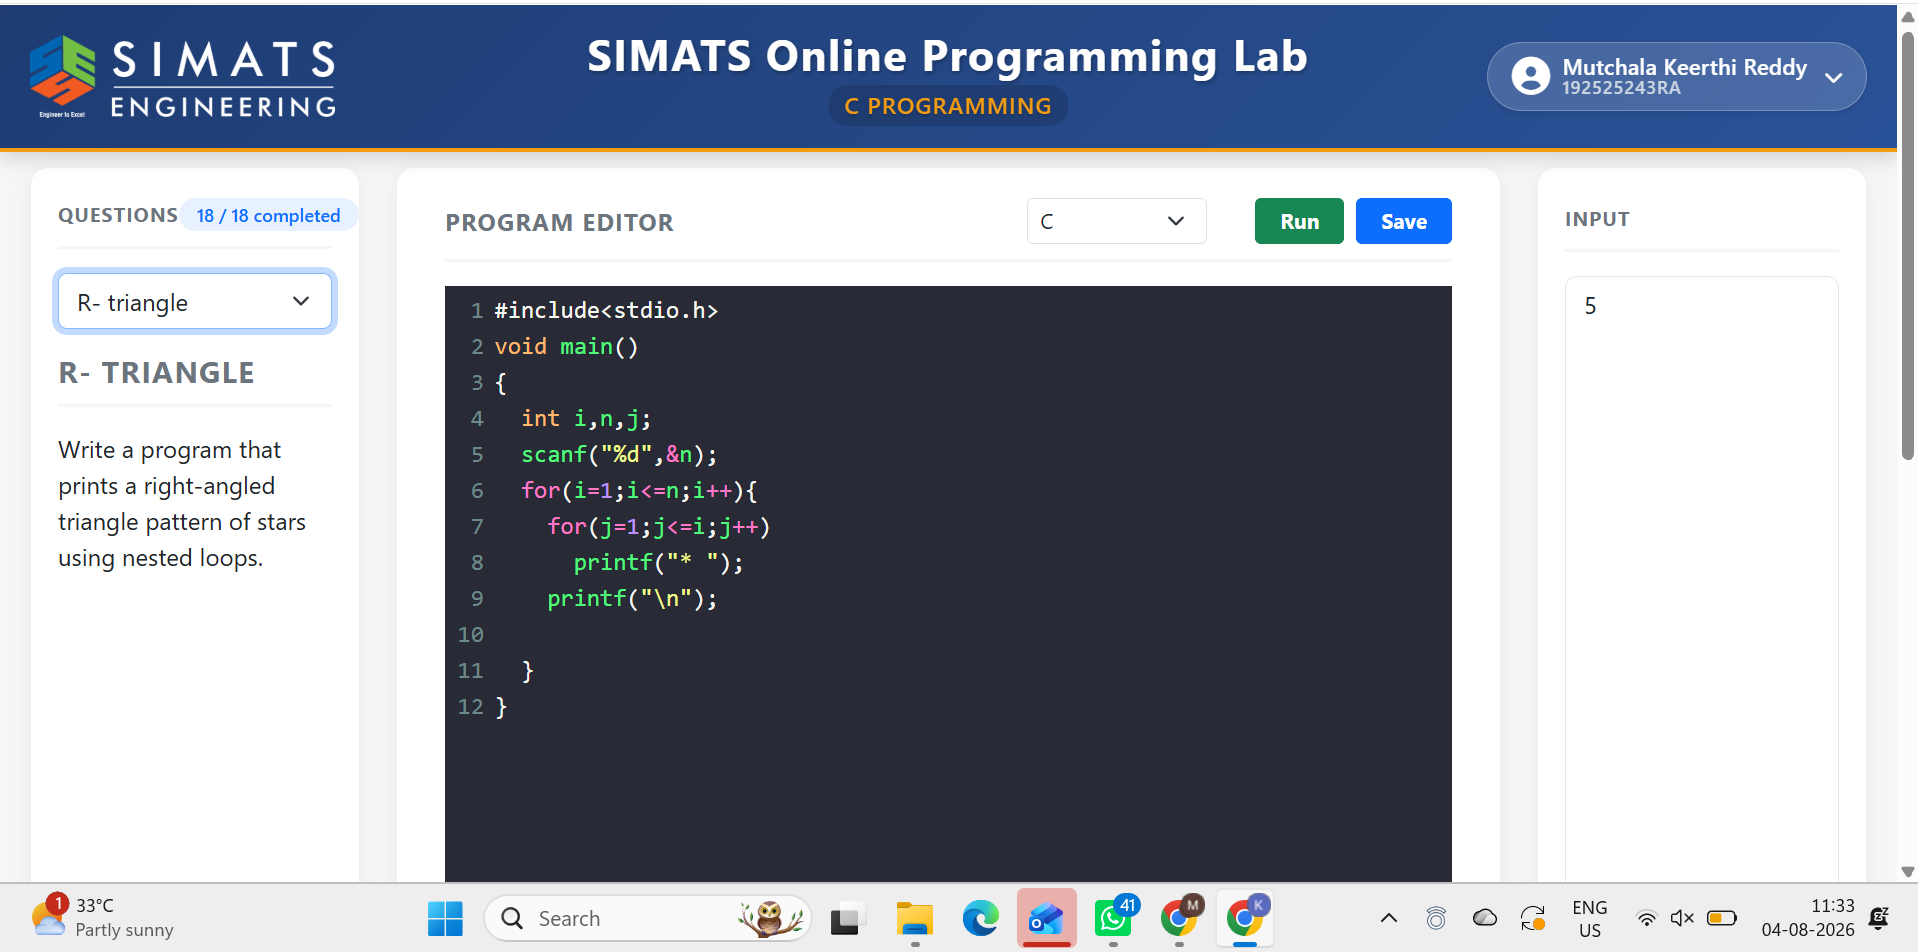 SIMATS
ENGINEERING
Engineer to Excel
SIMATS Online Programming Lab
C PROGRAMMING
Mutchala Keerthi Reddy
192525243RA
QUESTIONS
18 / 18 completed
R- triangle
R- TRIANGLE
Write a program that
prints a right-angled
triangle pattern of stars
using nested loops.
PROGRAM EDITOR
C
Run
Save
1 #include<stdio.h>
2 void main()
3 {
4   int i,n,j;
5   scanf("%d",&n);
6   for(i=1;i<=n;i++){
7     for(j=1;j<=i;j++)
8       printf("* ");
9     printf("\n");
10
11   }
12 }
INPUT
5
1
33°C
Partly sunny
Search
41
M
K
ENG
US
11:33
04-08-2026